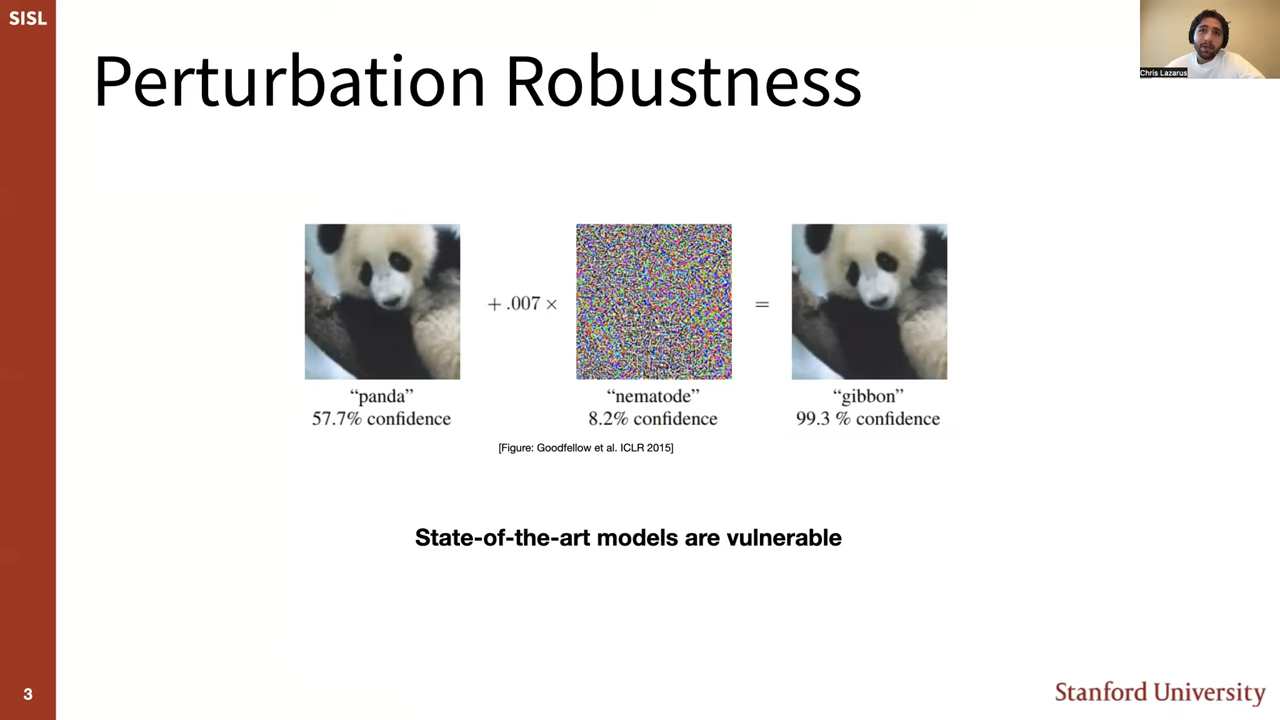 SISL
Perturbation Robustness
Chris Lazarus
+ .007 ×
=
“panda”
57.7% confidence
“nematode”
8.2% confidence
“gibbon”
99.3 % confidence
[Figure: Goodfellow et al. ICLR 2015]
State-of-the-art models are vulnerable
3
Stanford University